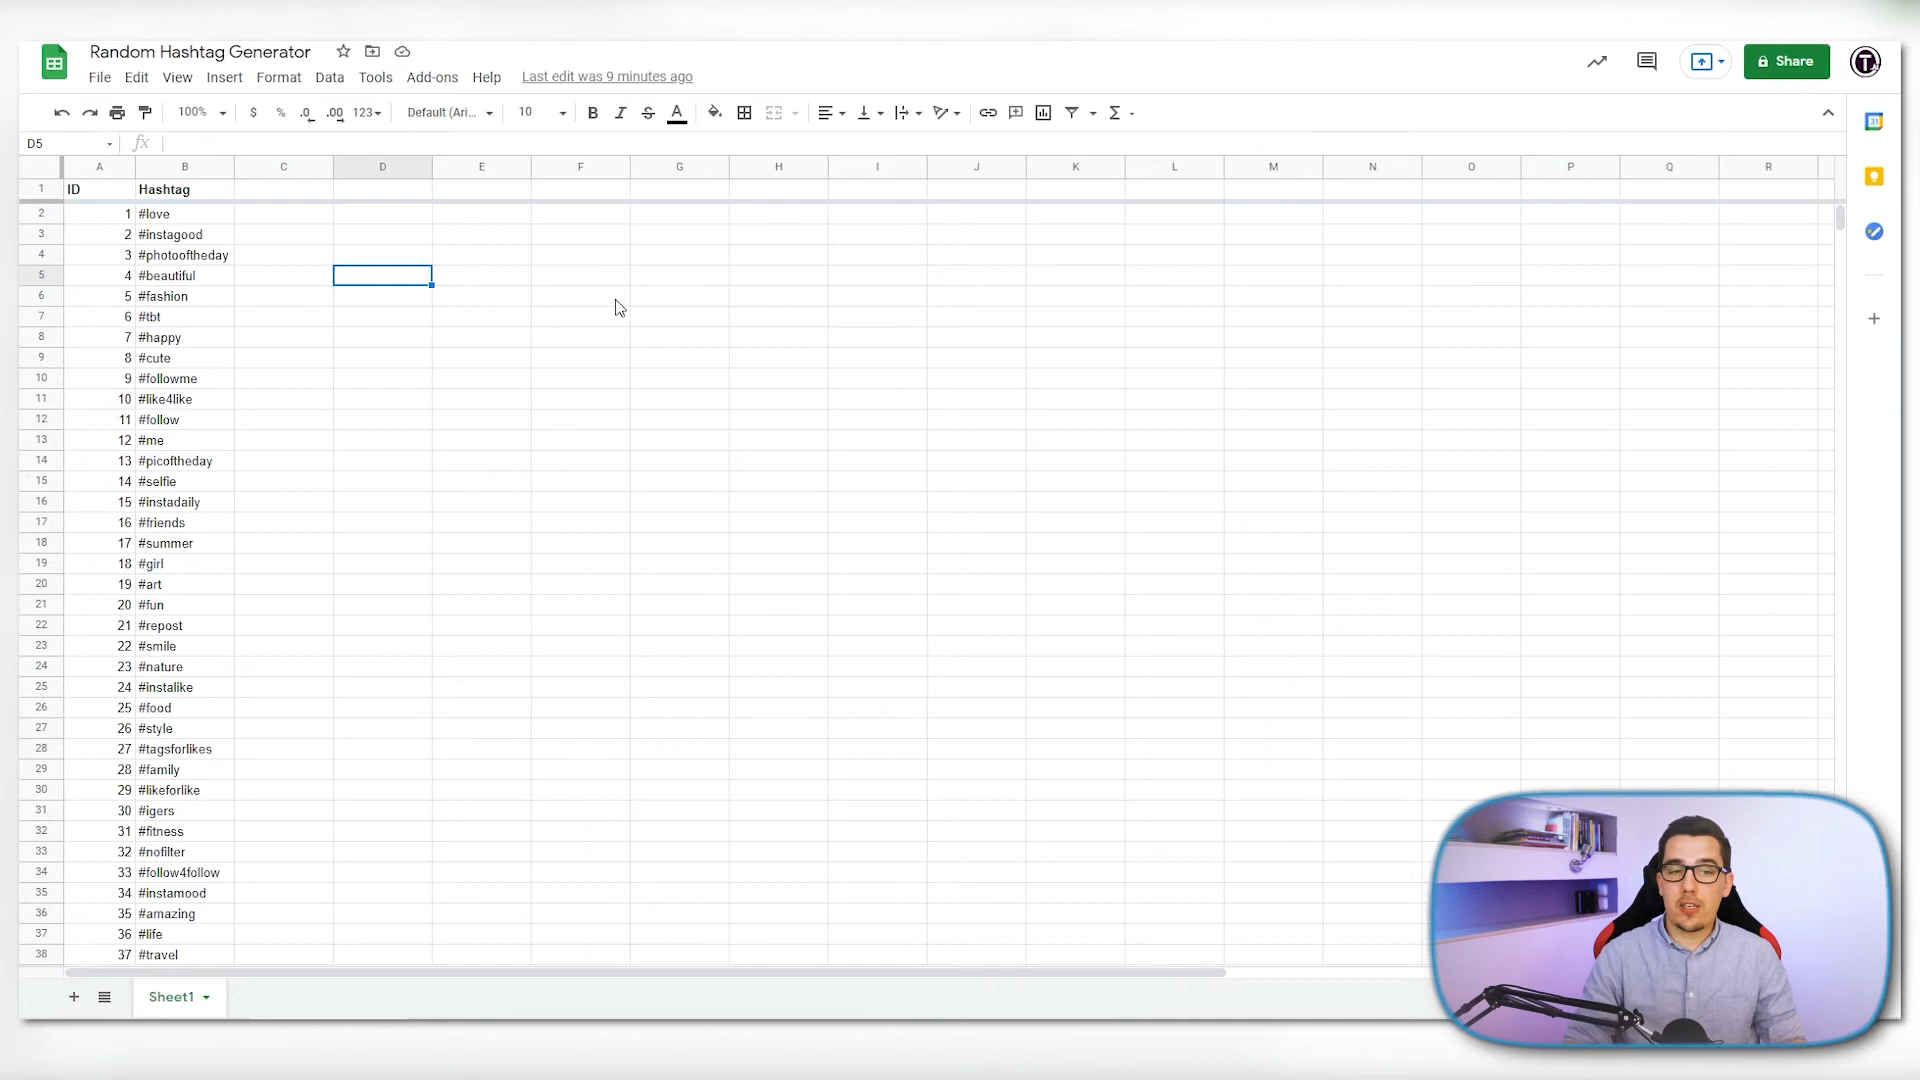 Random Hashtag Generator
File Edit View Insert Format Data Tools Add-ons Help Last edit was 9 minutes ago
Share
100% $ % .0 .00 123 Default (Ari... 10 B I S A Σ
D5 fx
A B C D E F G H I J K L M N O P Q R
1 ID Hashtag
2 1 #love
3 2 #instagood
4 3 #photooftheday
5 4 #beautiful
6 5 #fashion
7 6 #tbt
8 7 #happy
9 8 #cute
10 9 #followme
11 10 #like4like
12 11 #follow
13 12 #me
14 13 #picoftheday
15 14 #selfie
16 15 #instadaily
17 16 #friends
18 17 #summer
19 18 #girl
20 19 #art
21 20 #fun
22 21 #repost
23 22 #smile
24 23 #nature
25 24 #instalike
26 25 #food
27 26 #style
28 27 #tagsforlikes
29 28 #family
30 29 #likeforlike
31 30 #igers
32 31 #fitness
33 32 #nofilter
34 33 #follow4follow
35 34 #instamood
36 35 #amazing
37 36 #life
38 37 #travel
Sheet1